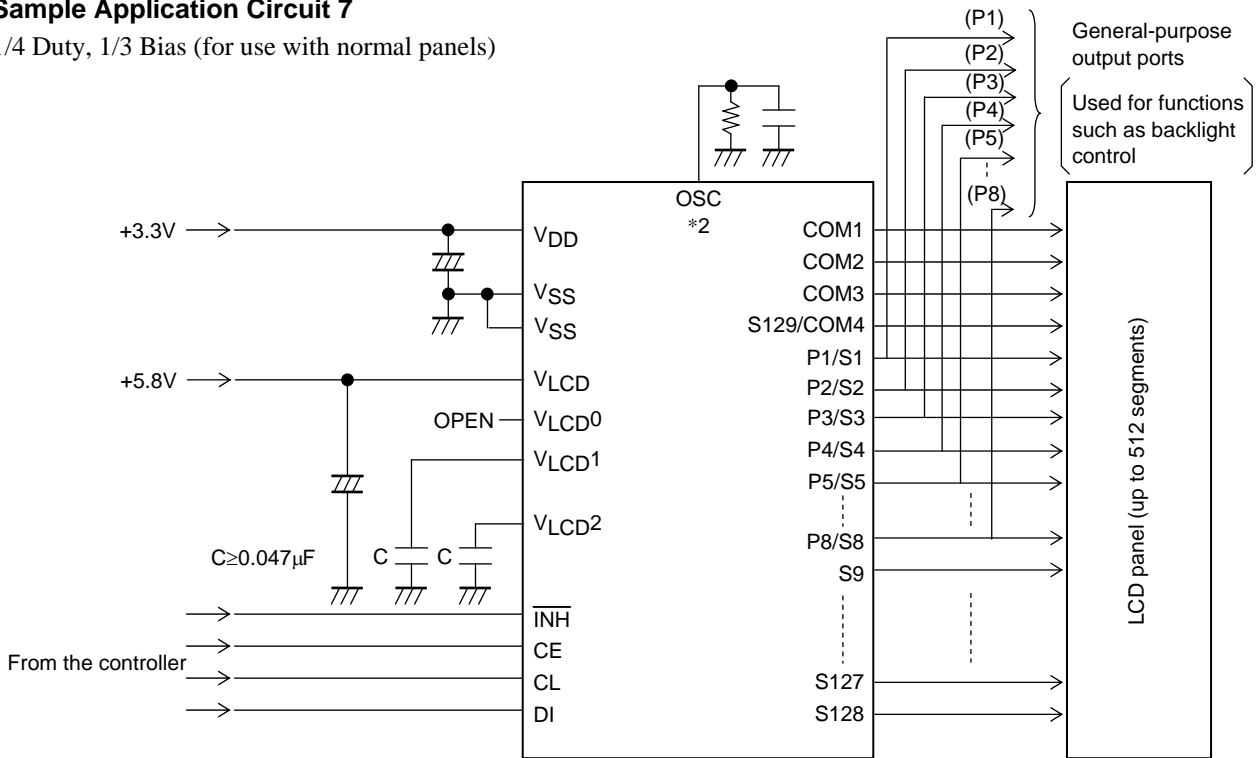 Sample Application Circuit 7
1/4 Duty, 1/3 Bias (for use with normal panels)
(P1)
(P2)
(P3)
(P4)
(P5)
(P8)
General-purpose
output ports
Used for functions
such as backlight
control
OSC
*2
+3.3V
VDD
VSS
VSS
+5.8V
VLCD
OPEN
VLCD0
VLCD1
VLCD2
C≥0.047μF
C
C
INH
CE
CL
DI
From the controller
COM1
COM2
COM3
S129/COM4
P1/S1
P2/S2
P3/S3
P4/S4
P5/S5
P8/S8
S9
S127
S128
LCD panel (up to 512 segments)